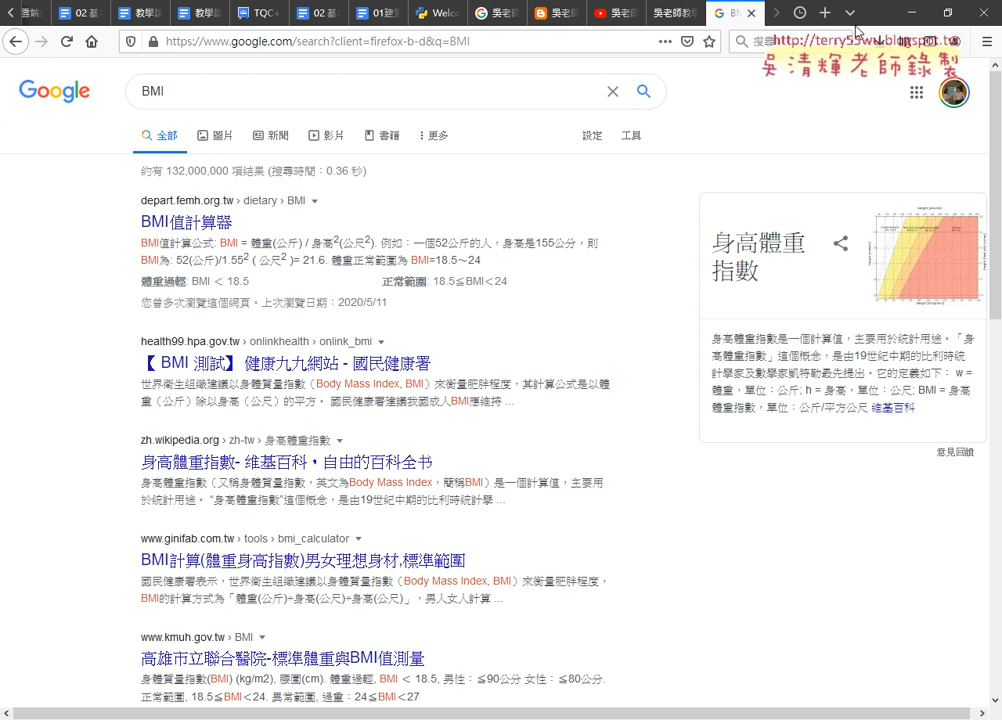 雲端
02 基
教學訊
教學訊
TQC+
02 基
01建
Welco
吳老師
吳老師
吳老師
吳老師教
BM
https://www.google.com/search?client=firefox-b-d&q=BMI
搜尋
http://terry55wu.blogspot.tw
吳清輝老師錄製
Google
BMI
全部
圖片
新聞
影片
書籍
更多
設定
工具
約有 132,000,000 項結果 (搜尋時間：0.36 秒)
depart.femh.org.tw › dietary › BMI
BMI值計算器
BMI值計算公式: BMI = 體重(公斤) / 身高²(公尺²). 例如：一個52公斤的人，身高是155公分，則
BMI為: 52(公斤)/1.55² ( 公尺² )= 21.6. 體重正常範圍為 BMI=18.5～24
體重過輕: BMI < 18.5
正常範圍: 18.5≦BMI<24
您曾多次瀏覽這個網頁。上次瀏覽日期：2020/5/11
health99.hpa.gov.tw › onlinkhealth › onlink_bmi
【 BMI 測試】 健康九九網站 - 國民健康署
世界衛生組織建議以身體質量指數（Body Mass Index, BMI）來衡量肥胖程度，其計算公式是以體
重（公斤）除以身高（公尺）的平方。 國民健康署建議我國成人BMI應維持 ...
zh.wikipedia.org › zh-tw › 身高體重指數
身高體重指數- 維基百科，自由的百科全书
身高體重指數（又稱身體質量指數，英文為Body Mass Index，簡稱BMI）是一個計算值，主要用
於統計用途。 “身高體重指數”這個概念，是由19世紀中期的比利時統計學 ...
www.ginifab.com.tw › tools › bmi_calculator
BMI計算(體重身高指數)男女理想身材,標準範圍
國民健康署表示，世界衛生組織建議以身體質量指數（Body Mass Index, BMI）來衡量肥胖程度，
BMI的計算方式為「體重(公斤)÷身高(公尺)÷身高(公尺)」，男人女人計算 ...
www.kmuh.gov.tw › BMI
高雄市立聯合醫院-標準體重與BMI值測量
身體質量指數(BMI) (kg/m2), 腰圍(cm). 體重過輕, BMI < 18.5, 男性：≦90公分 女性：≦80公分.
正常範圍, 18.5≦BMI<24. 異常範圍, 過重：24≦BMI<27
身高體重
指數
身高體重指數是一個計算值，主要用於統計用途。「身
高體重指數」這個概念，是由19世紀中期的比利時統
計學家及數學家凱特勒最先提出。它的定義如下： w =
體重，單位：公斤; h = 身高，單位：公尺; BMI = 身高
體重指數，單位：公斤/平方公尺 維基百科
意見回饋